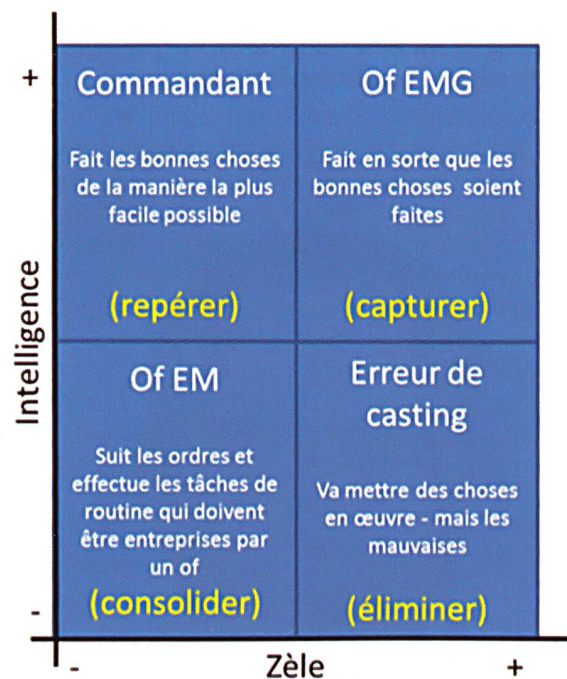 +
Commandant
Fait les bonnes choses
de la manière la plus
facile possible
(repérer)
Of EMG
Fait en sorte que les
bonnes choses soient
faites
(capturer)
Intelligence
Of EM
Suit les ordres et
effectue les tâches de
routine qui doivent
être entreprises par
un of
(consolider)
Erreur de
casting
Va mettre des choses
en œuvre - mais les
mauvaises
(éliminer)
-
-
Zèle
+